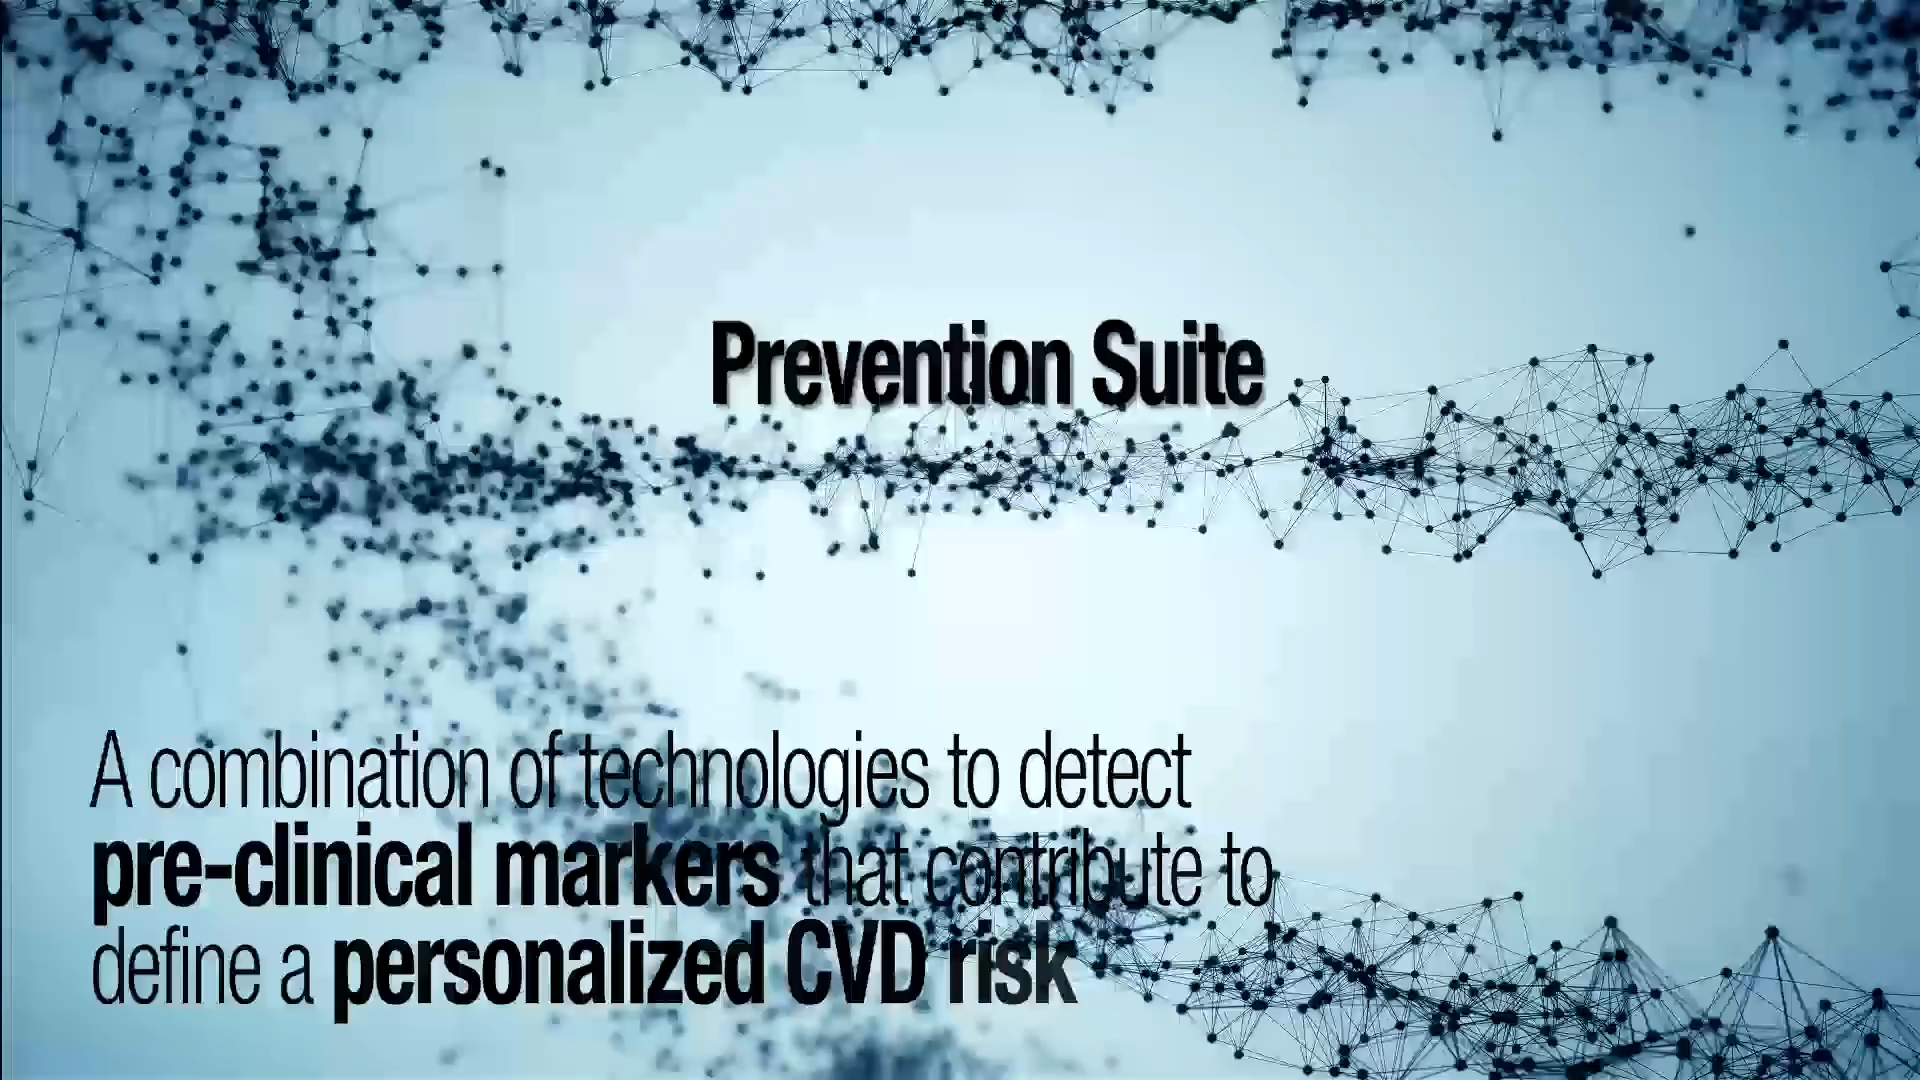 Prevention Suite
A combination of technologies to detect
pre-clinical markers that contribute to
define a personalized CVD risk